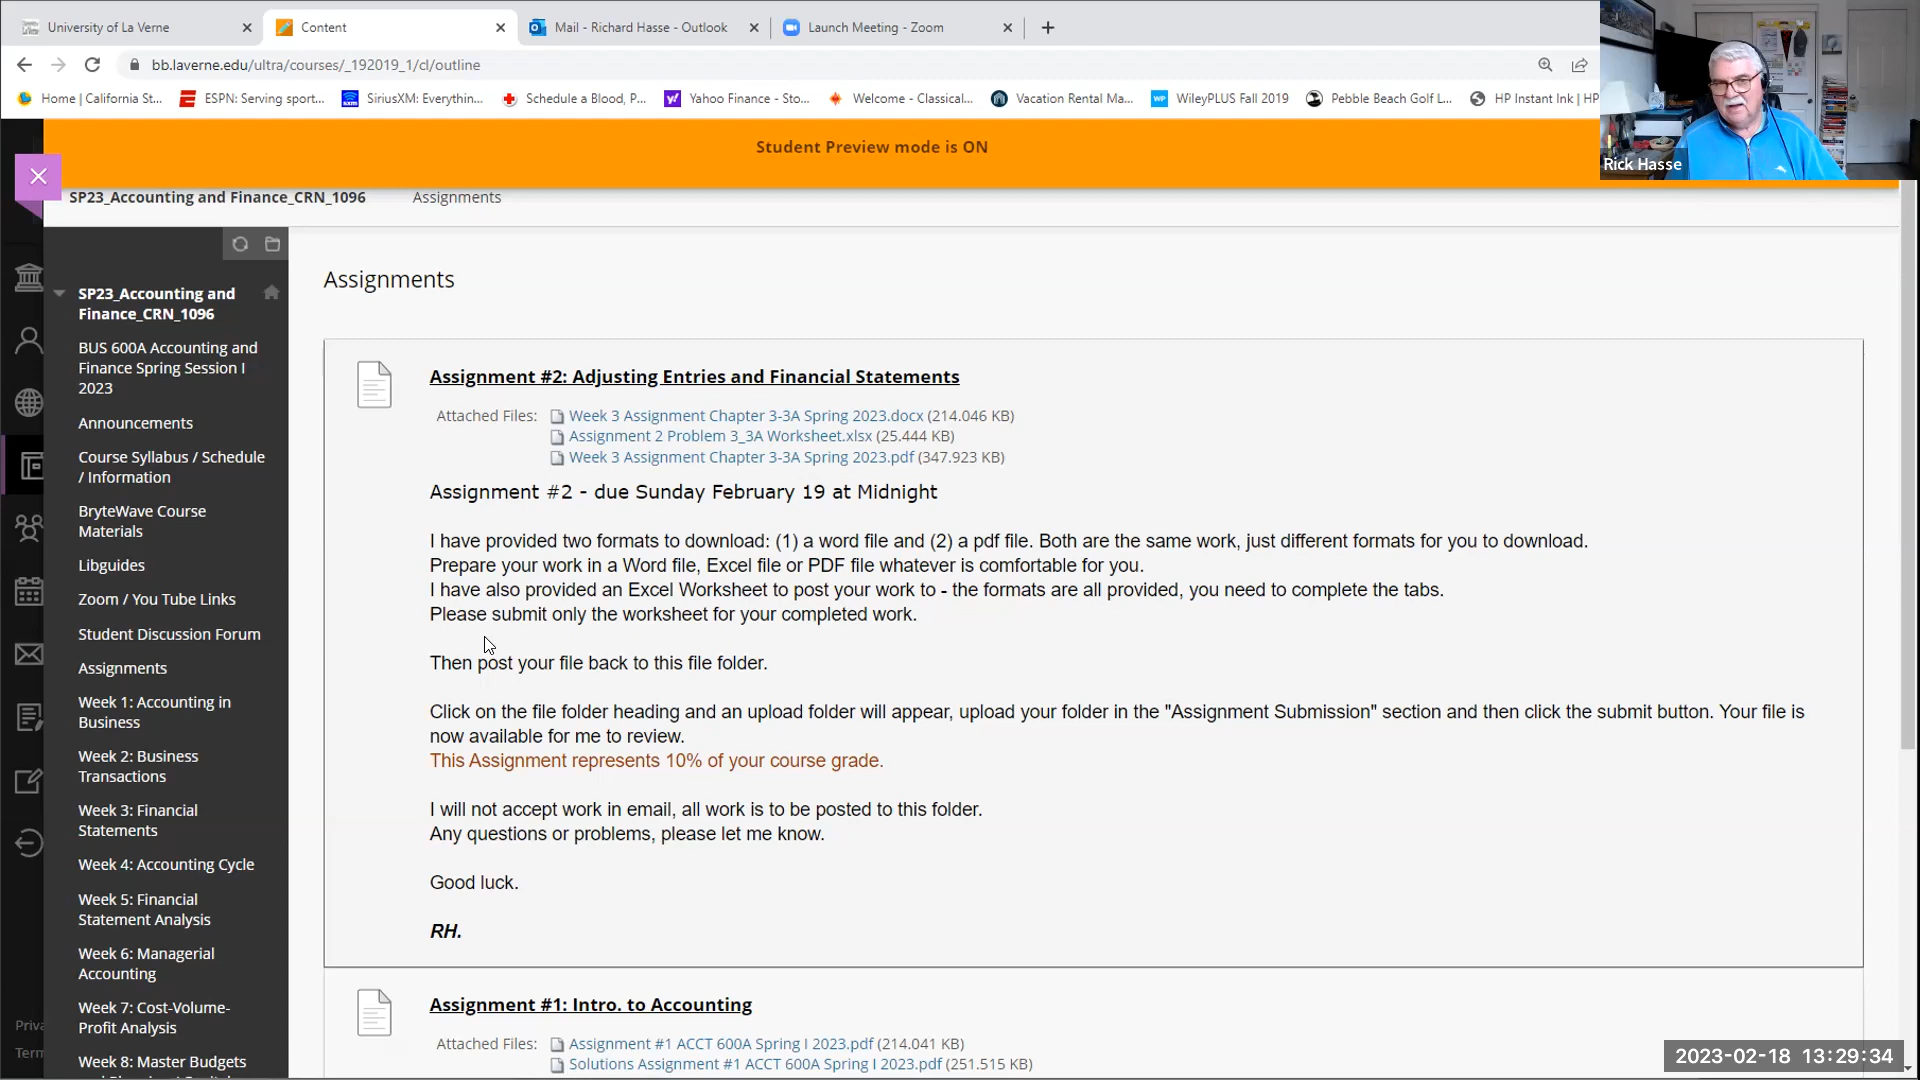 University of La Verne
Content
Mail - Richard Hasse - Outlook
Launch Meeting - Zoom
bb.laverne.edu/ultra/courses/_192019_1/cl/outline
Home | California St...
ESPN: Serving sport...
SiriusXM: Everythin...
Schedule a Blood, P...
Yahoo Finance - Sto...
Welcome - Classical...
Vacation Rental Ma...
WileyPLUS Fall 2019
Pebble Beach Golf L...
HP Instant Ink | HP
Rick Hasse
Student Preview mode is ON
SP23_Accounting and Finance_CRN_1096
Assignments
SP23_Accounting and
Finance_CRN_1096
BUS 600A Accounting and
Finance Spring Session I
2023
Announcements
Course Syllabus / Schedule
/ Information
BryteWave Course
Materials
Libguides
Zoom / You Tube Links
Student Discussion Forum
Assignments
Week 1: Accounting in
Business
Week 2: Business
Transactions
Week 3: Financial
Statements
Week 4: Accounting Cycle
Week 5: Financial
Statement Analysis
Week 6: Managerial
Accounting
Week 7: Cost-Volume-
Profit Analysis
Week 8: Master Budgets
Priva
Term
Assignments
Assignment #2: Adjusting Entries and Financial Statements
Attached Files: Week 3 Assignment Chapter 3-3A Spring 2023.docx (214.046 KB)
Assignment 2 Problem 3_3A Worksheet.xlsx (25.444 KB)
Week 3 Assignment Chapter 3-3A Spring 2023.pdf (347.923 KB)
Assignment #2 - due Sunday February 19 at Midnight
I have provided two formats to download: (1) a word file and (2) a pdf file. Both are the same work, just different formats for you to download.
Prepare your work in a Word file, Excel file or PDF file whatever is comfortable for you.
I have also provided an Excel Worksheet to post your work to - the formats are all provided, you need to complete the tabs.
Please submit only the worksheet for your completed work.
Then post your file back to this file folder.
Click on the file folder heading and an upload folder will appear, upload your folder in the "Assignment Submission" section and then click the submit button. Your file is
now available for me to review.
This Assignment represents 10% of your course grade.
I will not accept work in email, all work is to be posted to this folder.
Any questions or problems, please let me know.
Good luck.
RH.
Assignment #1: Intro. to Accounting
Attached Files: Assignment #1 ACCT 600A Spring I 2023.pdf (214.041 KB)
Solutions Assignment #1 ACCT 600A Spring I 2023.pdf (251.515 KB)
2023-02-18 13:29:34